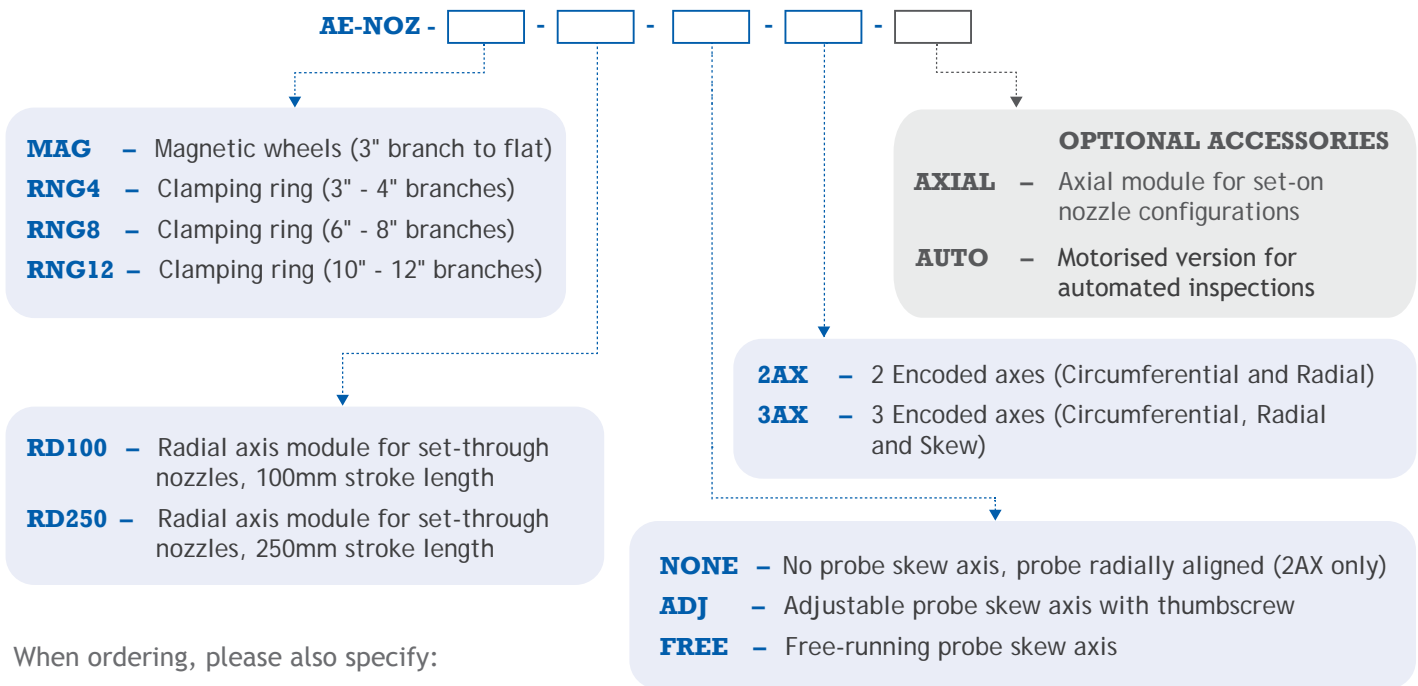 AE-NOZ - - - - -
MAG – Magnetic wheels (3" branch to flat)
RNG4 – Clamping ring (3" - 4" branches)
RNG8 – Clamping ring (6" - 8" branches)
RNG12 – Clamping ring (10" - 12" branches)
OPTIONAL ACCESSORIES
AXIAL – Axial module for set-on
nozzle configurations
AUTO – Motorised version for
automated inspections
2AX – 2 Encoded axes (Circumferential and Radial)
3AX – 3 Encoded axes (Circumferential, Radial
and Skew)
RD100 – Radial axis module for set-through
nozzles, 100mm stroke length
RD250 – Radial axis module for set-through
nozzles, 250mm stroke length
NONE – No probe skew axis, probe radially aligned (2AX only)
ADJ – Adjustable probe skew axis with thumbscrew
FREE – Free-running probe skew axis
When ordering, please also specify: